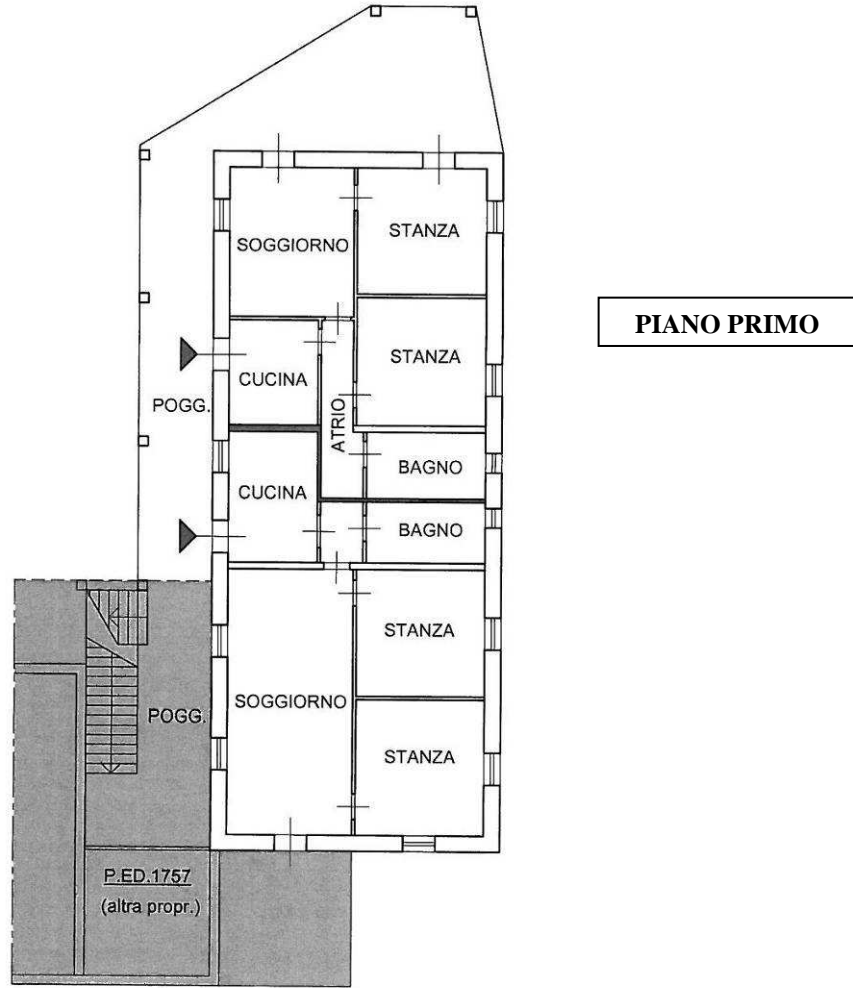 SOGGIORNO
STANZA
PIANO PRIMO
STANZA
CUCINA
POGG.
ATRIO
BAGNO
CUCINA
BAGNO
STANZA
SOGGIORNO
POGG.
STANZA
P.ED.1757
(altra propr.)